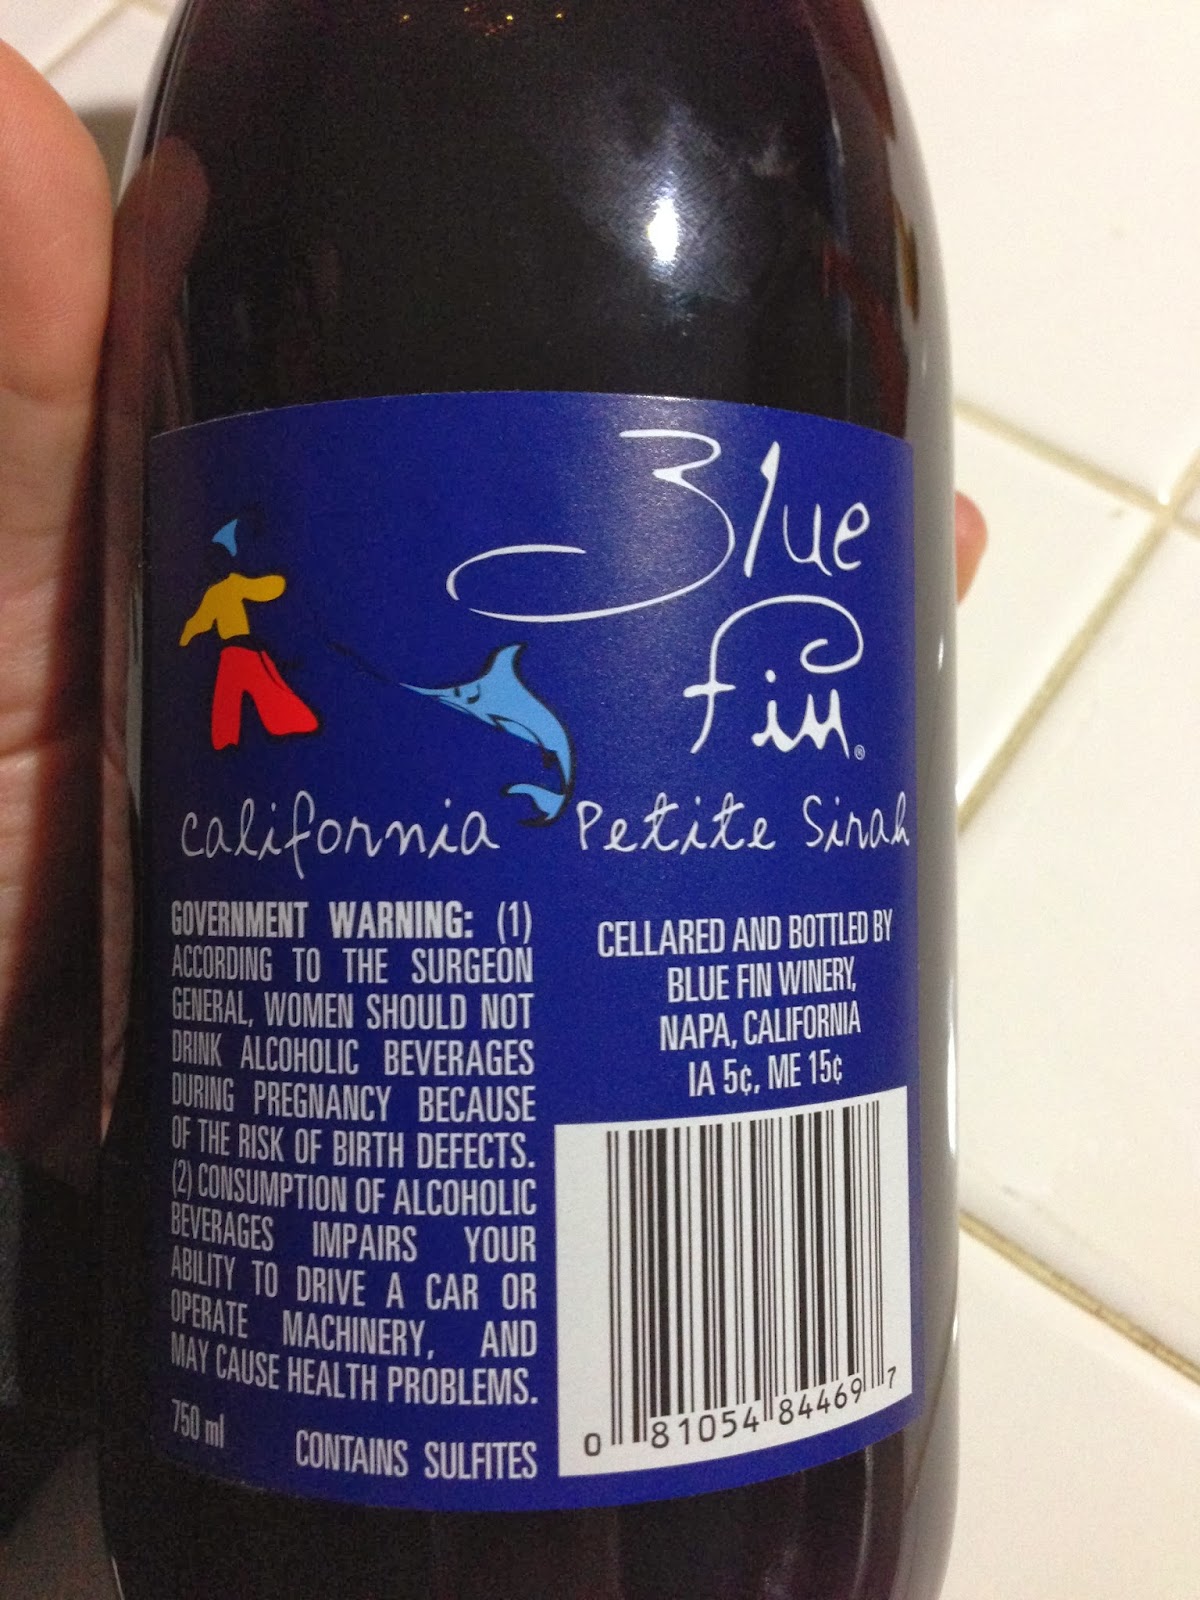 Blue
fin®
California Petite Sirah
GOVERNMENT WARNING: (1)
ACCORDING TO THE SURGEON
GENERAL, WOMEN SHOULD NOT
DRINK ALCOHOLIC BEVERAGES
DURING PREGNANCY BECAUSE
OF THE RISK OF BIRTH DEFECTS.
(2) CONSUMPTION OF ALCOHOLIC
BEVERAGES IMPAIRS YOUR
ABILITY TO DRIVE A CAR OR
OPERATE MACHINERY, AND
MAY CAUSE HEALTH PROBLEMS.
750 ml CONTAINS SULFITES
CELLARED AND BOTTLED BY
BLUE FIN WINERY,
NAPA, CALIFORNIA
IA 5¢, ME 15¢
0 81054 84469 7